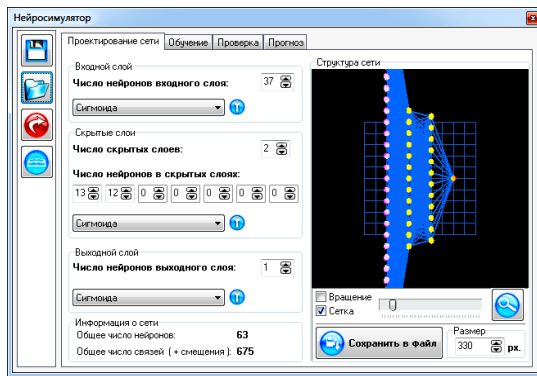 Нейросимулятор
Проектирование сети
Обучение
Проверка
Прогноз
Входной слой
Число нейронов входного слоя: 37
Сигмоида
Скрытые слои
Число скрытых слоев: 2
Число нейронов в скрытых слоях:
13 12 0 0 0 0 0
Сигмоида
Выходной слой
Число нейронов выходного слоя: 1
Сигмоида
Информация о сети
Общее число нейронов: 63
Общее число связей ( + смещения ): 675
Структура сети
Вращение
Сетка
Сохранить в файл
Размер
330 px.